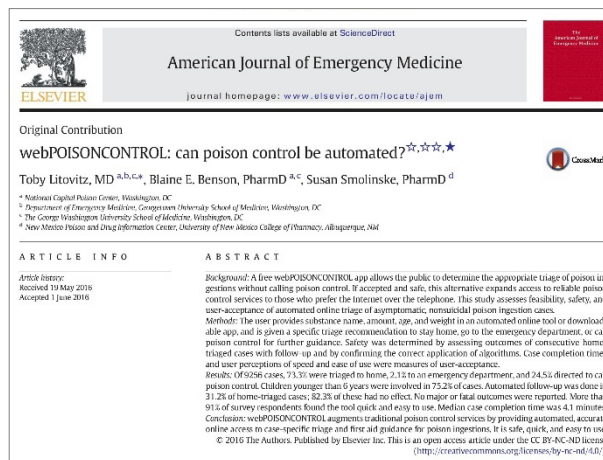 Contents lists available at ScienceDirect
American Journal of Emergency Medicine
journal homepage: www.elsevier.com/locate/ajem
ELSEVIER
The
American Journal of
Emergency Medicine
Original Contribution
webPOISONCONTROL: can poison control be automated?☆,☆☆,★
CrossMark
Toby Litovitz, MD a,b,c,*, Blaine E. Benson, PharmD a,c, Susan Smolinske, PharmD d
a National Capital Poison Center, Washington, DC
b Department of Emergency Medicine, Georgetown University School of Medicine, Washington, DC
c The George Washington University School of Medicine, Washington, DC
d New Mexico Poison and Drug Information Center, University of New Mexico College of Pharmacy, Albuquerque, NM
ARTICLE INFO
Article history:
Received 19 May 2016
Accepted 1 June 2016
ABSTRACT
Background: A free webPOISONCONTROL app allows the public to determine the appropriate triage of poison in
gestions without calling poison control. If accepted and safe, this alternative expands access to reliable poison
control services to those who prefer the Internet over the telephone. This study assesses feasibility, safety, and
user-acceptance of automated online triage of asymptomatic, nonsuicidal poison ingestion cases.
Methods: The user provides substance name, amount, age, and weight in an automated online tool or download
able app, and is given a specific triage recommendation to stay home, go to the emergency department, or cal
poison control for further guidance. Safety was determined by assessing outcomes of consecutive home
triaged cases with follow-up and by confirming the correct application of algorithms. Case completion time
and user perceptions of speed and ease of use were measures of user-acceptance.
Results: Of 9256 cases, 73.3% were triaged to home, 2.1% to an emergency department, and 24.5% directed to cal
poison control. Children younger than 6 years were involved in 75.2% of cases. Automated follow-up was done i
31.2% of home-triaged cases; 82.3% of these had no effect. No major or fatal outcomes were reported. More than
91% of survey respondents found the tool quick and easy to use. Median case completion time was 4.1 minutes
Conclusion: webPOISONCONTROL augments traditional poison control services by providing automated, accurat
online access to case-specific triage and first aid guidance for poison ingestions. It is safe, quick, and easy to use
© 2016 The Authors. Published by Elsevier Inc. This is an open access article under the CC BY-NC-ND licens
(http://creativecommons.org/licenses/by-nc-nd/4.0/)